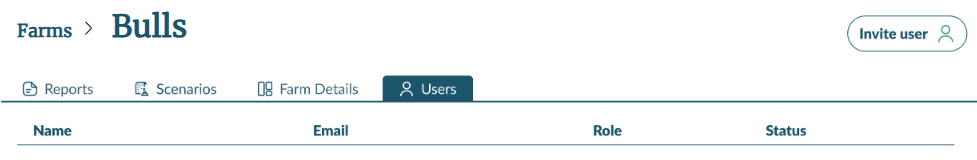 Farms > Bulls
Invite user
Reports Scenarios Farm Details Users
Name Email Role Status